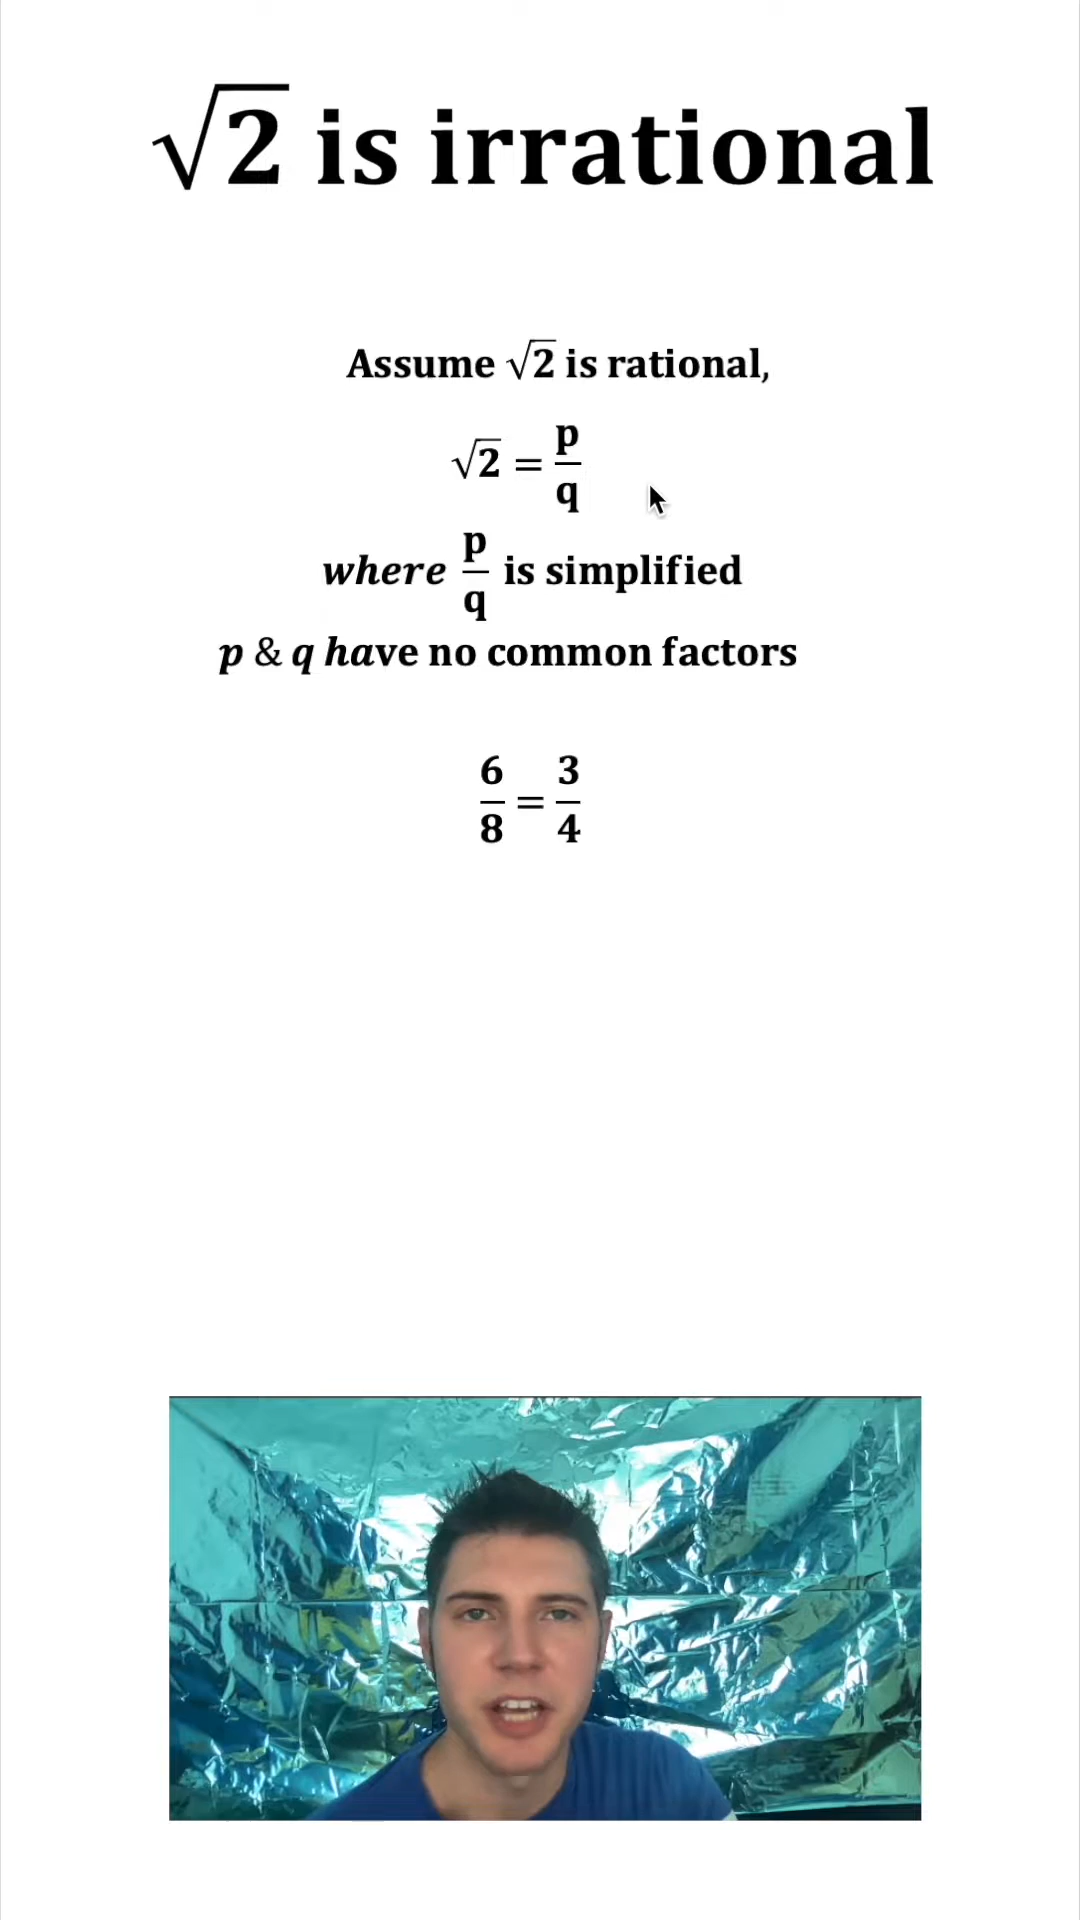 √2 is irrational
Assume √2 is rational,
√2 = p/q
where p/q is simplified
p & q have no common factors
6/8 = 3/4